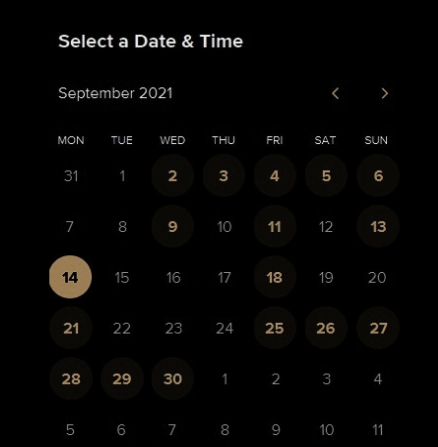 Select a Date & Time
September 2021
MON TUE WED THU FRI SAT SUN
31 1 2 3 4 5 6
7 8 9 10 11 12 13
14 15 16 17 18 19 20
21 22 23 24 25 26 27
28 29 30 1 2 3 4
5 6 7 8 9 10 11